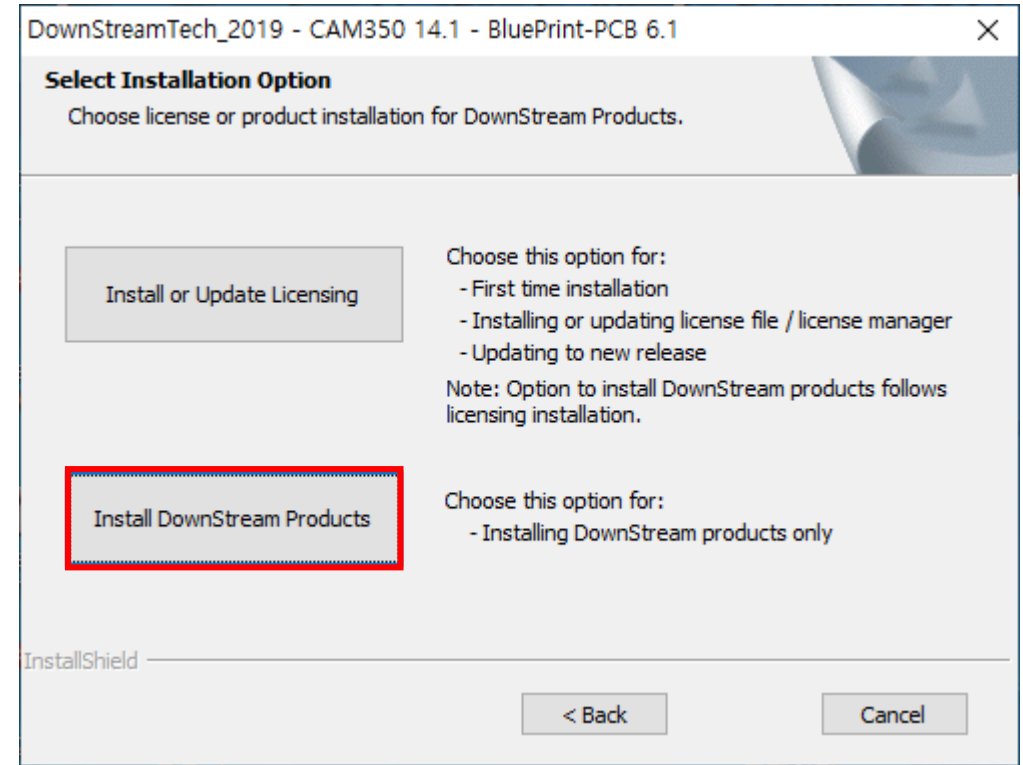 DownStreamTech_2019 - CAM350 14.1 - BluePrint-PCB 6.1
Select Installation Option
Choose license or product installation for DownStream Products.
Install or Update Licensing
Choose this option for:
- First time installation
- Installing or updating license file / license manager
- Updating to new release
Note: Option to install DownStream products follows
licensing installation.
Install DownStream Products
Choose this option for:
- Installing DownStream products only
InstallShield
< Back
Cancel